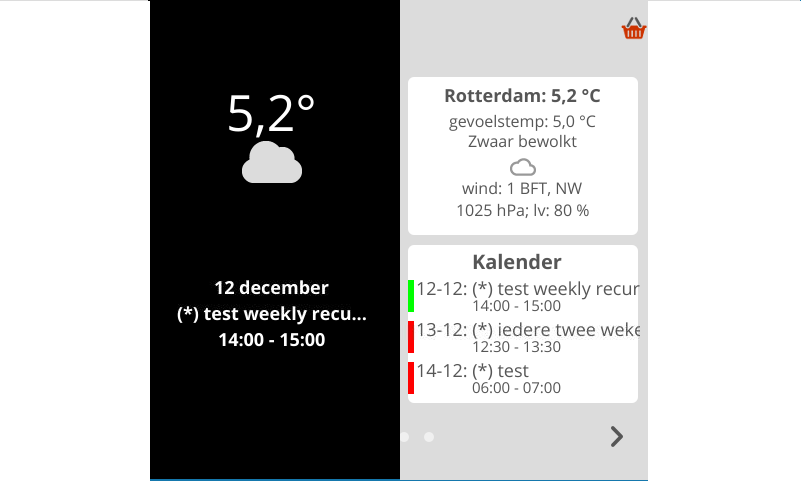 5,2°
12 december
(*) test weekly recu...
14:00 - 15:00
Rotterdam: 5,2 °C
gevoelstemp: 5,0 °C
Zwaar bewolkt
wind: 1 BFT, NW
1025 hPa; lv: 80 %
Kalender
12-12: (*) test weekly recur
14:00 - 15:00
13-12: (*) iedere twee weke
12:30 - 13:30
14-12: (*) test
06:00 - 07:00